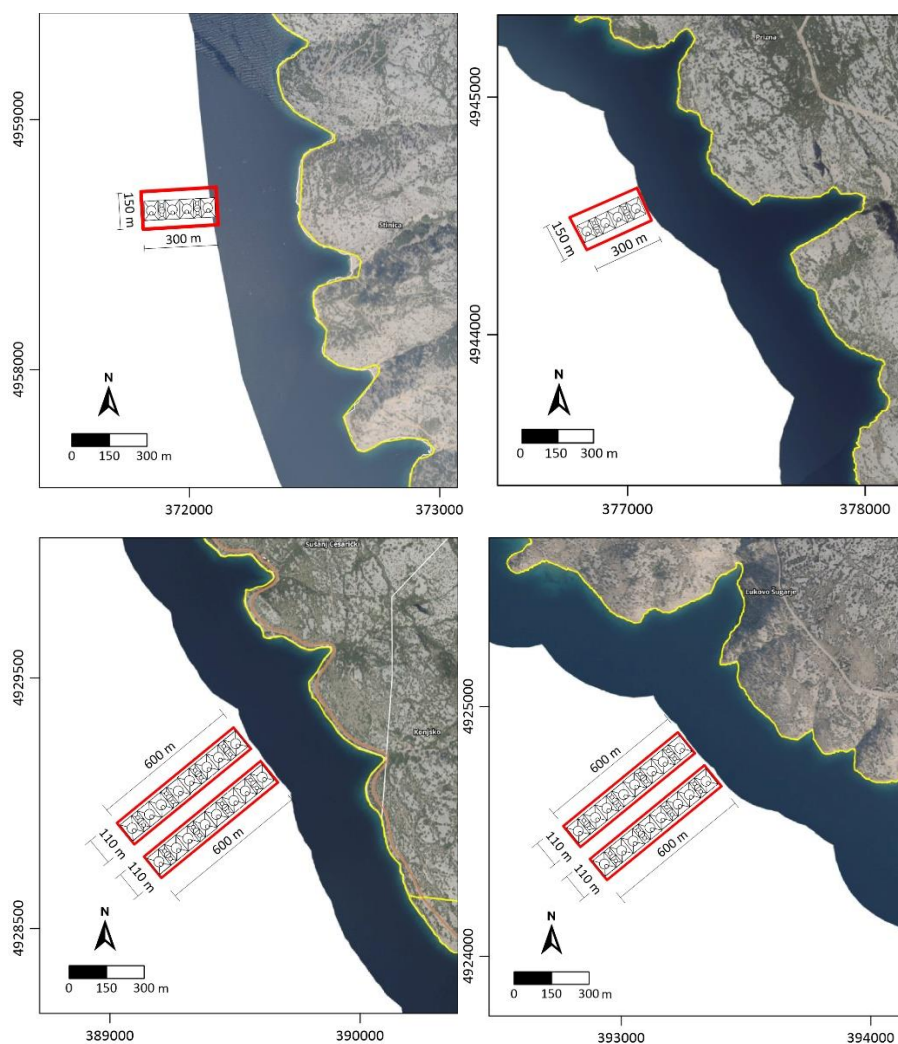 4959000
4958000
150 m
300 m
Stinica
N
0 150 300 m
372000 373000
Prizna
4945000
4944000
150 m
300 m
N
0 150 300 m
377000 378000
Sušanj Cesarički
4929500
4928500
Konjsko
600 m
600 m
110 m
110 m
N
0 150 300 m
389000 390000
Lukovo Šugarje
4925000
4924000
600 m
600 m
110 m
110 m
N
0 150 300 m
393000 394000